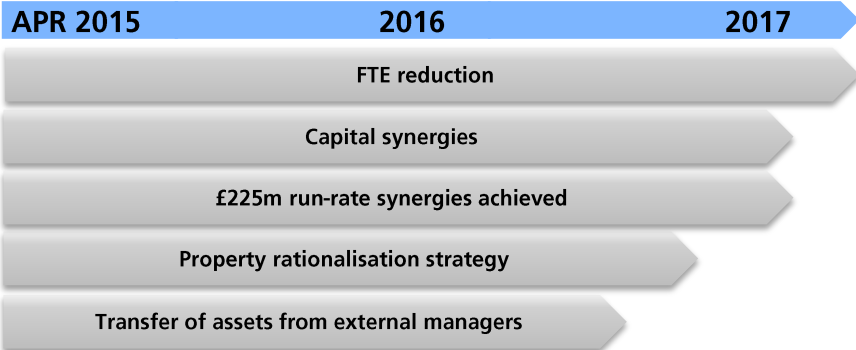 APR 2015 2016 2017
FTE reduction
Capital synergies
£225m run-rate synergies achieved
Property rationalisation strategy
Transfer of assets from external managers